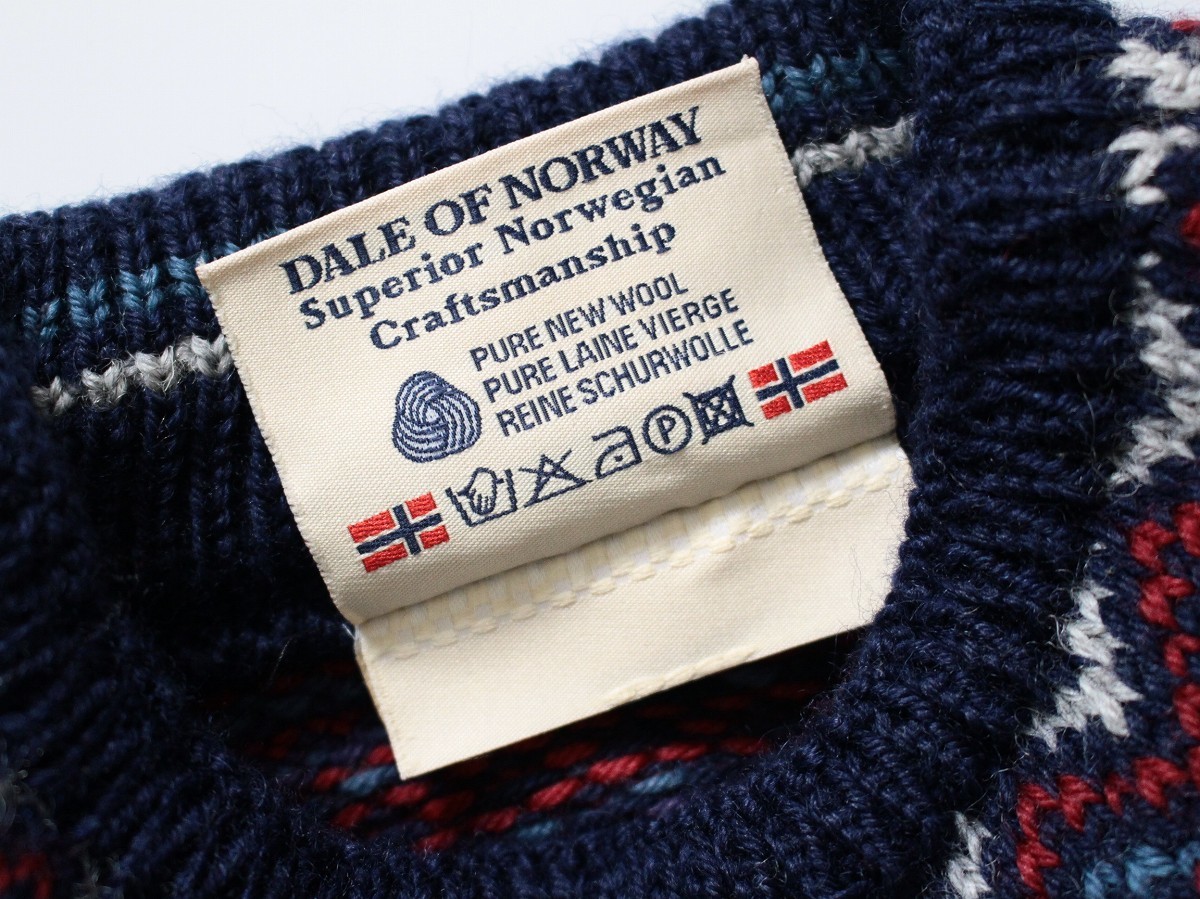 DALE OF NORWAY
Superior Norwegian
Craftsmanship
PURE NEW WOOL
PURE LAINE VIERGE
REINE SCHURWOLLE
P